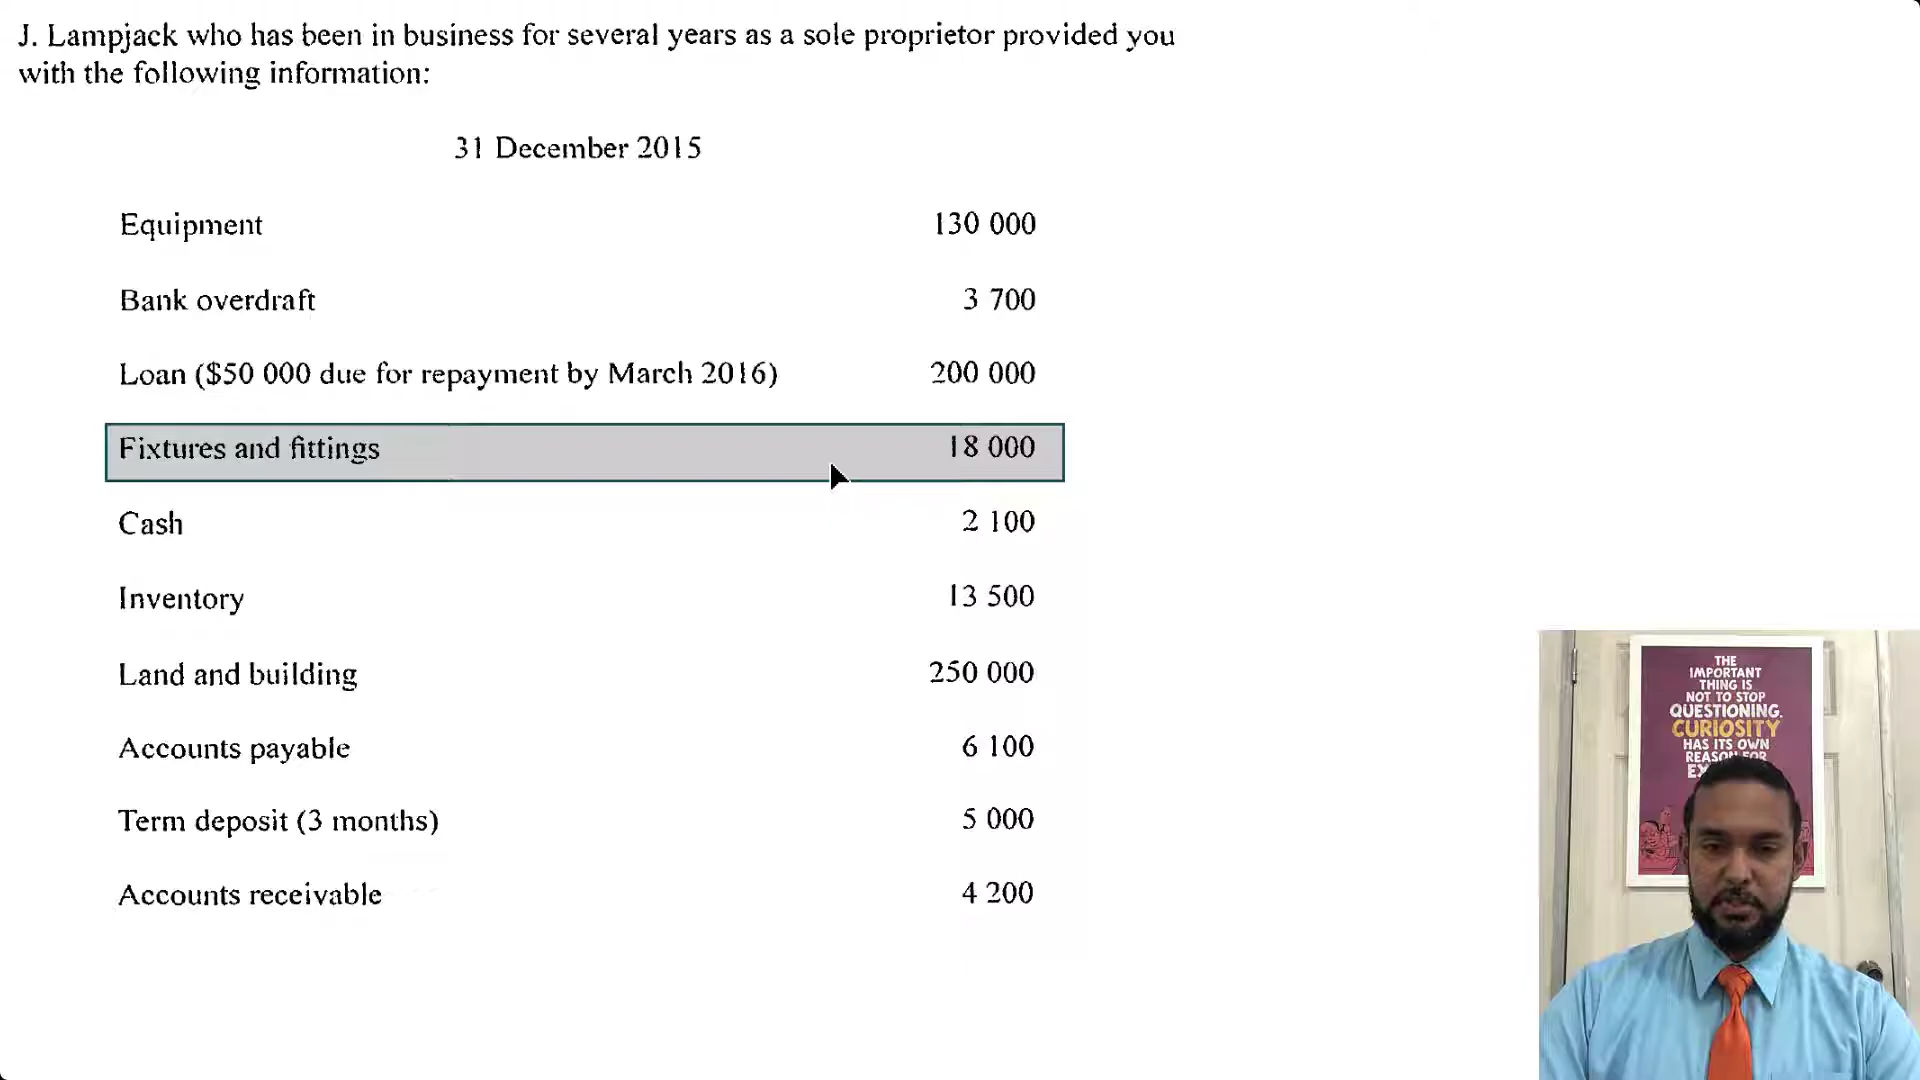 J. Lampjack who has been in business for several years as a sole proprietor provided you
with the following information:
31 December 2015
Equipment 130 000
Bank overdraft 3 700
Loan ($50 000 due for repayment by March 2016) 200 000
Fixtures and fittings 18 000
Cash 2 100
Inventory 13 500
Land and building 250 000
Accounts payable 6 100
Term deposit (3 months) 5 000
Accounts receivable 4 200
THE
IMPORTANT
THING IS
NOT TO STOP
QUESTIONING.
CURIOSITY
HAS ITS OWN
REASON FOR